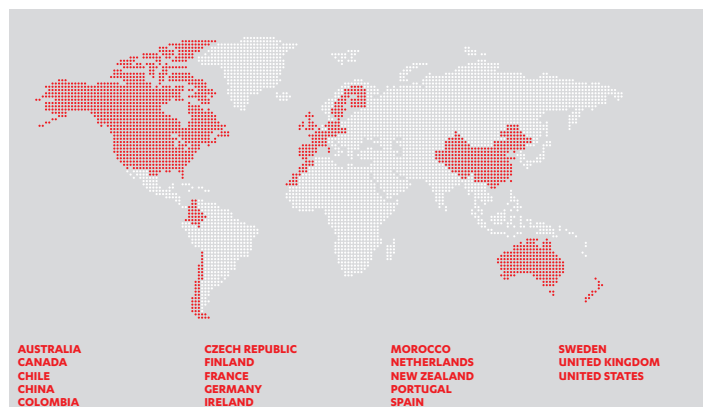 AUSTRALIA
CANADA
CHILE
CHINA
COLOMBIA
CZECH REPUBLIC
FINLAND
FRANCE
GERMANY
IRELAND
MOROCCO
NETHERLANDS
NEW ZEALAND
PORTUGAL
SPAIN
SWEDEN
UNITED KINGDOM
UNITED STATES